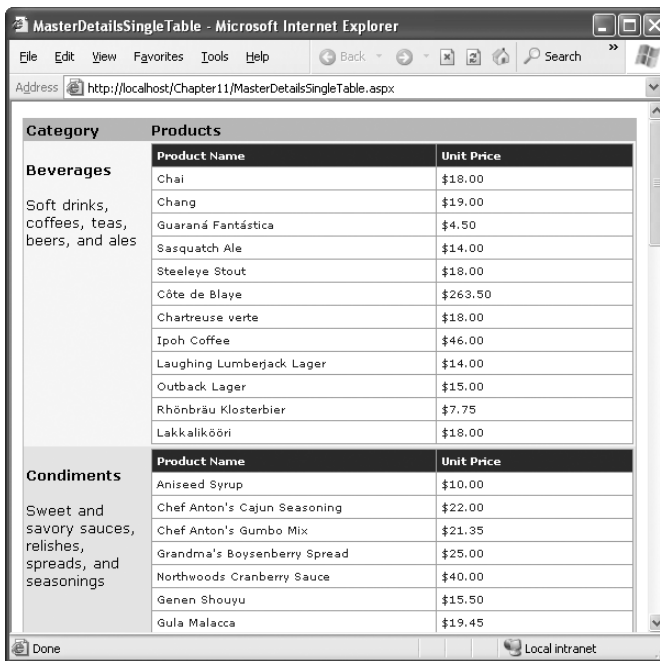 MasterDetailsSingleTable - Microsoft Internet Explorer
File Edit View Favorites Tools Help Back Search »
Address http://localhost/Chapter11/MasterDetailsSingleTable.aspx
Category Products
Beverages
Soft drinks,
coffees, teas,
beers, and ales
Product Name Unit Price
Chai $18.00
Chang $19.00
Guaraná Fantástica $4.50
Sasquatch Ale $14.00
Steeleye Stout $18.00
Côte de Blaye $263.50
Chartreuse verte $18.00
Ipoh Coffee $46.00
Laughing Lumberjack Lager $14.00
Outback Lager $15.00
Rhönbräu Klosterbier $7.75
Lakkalikööri $18.00
Condiments
Sweet and
savory sauces,
relishes,
spreads, and
seasonings
Product Name Unit Price
Aniseed Syrup $10.00
Chef Anton's Cajun Seasoning $22.00
Chef Anton's Gumbo Mix $21.35
Grandma's Boysenberry Spread $25.00
Northwoods Cranberry Sauce $40.00
Genen Shouyu $15.50
Gula Malacca $19.45
Done Local intranet